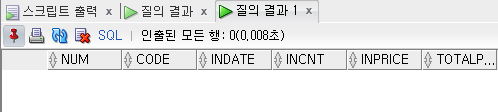 스크립트 출력 × 질의 결과 × 질의 결과 1 ×
SQL | 인출된 모든 행: 0(0,008초)
NUM CODE INDATE INCNT INPRICE TOTALP...